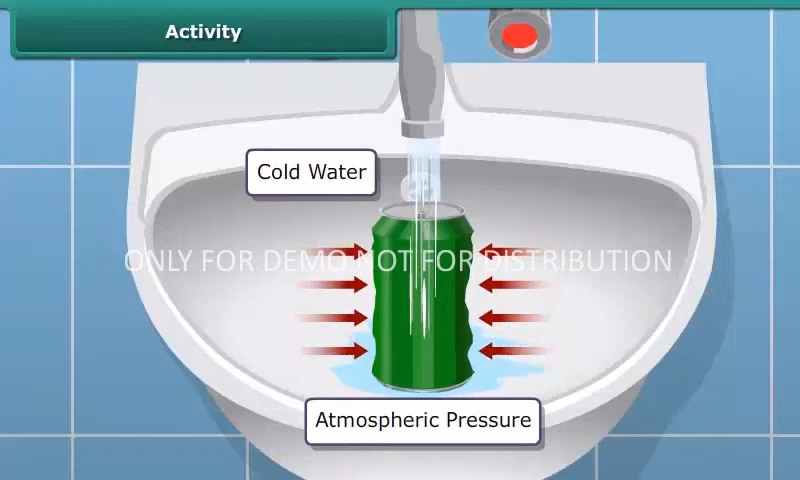 Activity
Cold Water
ONLY FOR DEMO NOT FOR DISTRIBUTION
Atmospheric Pressure